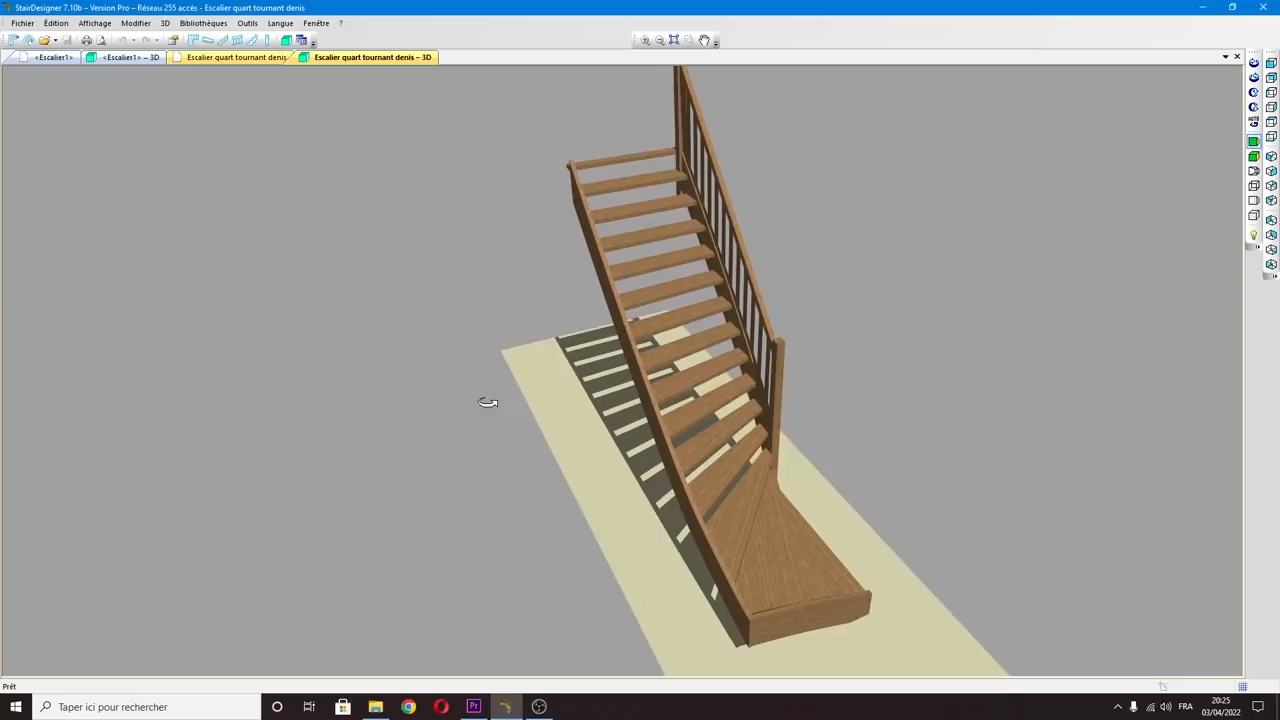 StairDesigner 7.10b – Version Pro – Réseau 255 accès - Escalier quart tournant denis
Fichier Édition Affichage Modifier 3D Bibliothèques Outils Langue Fenêtre ?
<Escalier1> <Escalier1> – 3D Escalier quart tournant denis Escalier quart tournant denis – 3D
AUTO
Prêt
Taper ici pour rechercher
Pr
FRA
20:25
03/04/2022